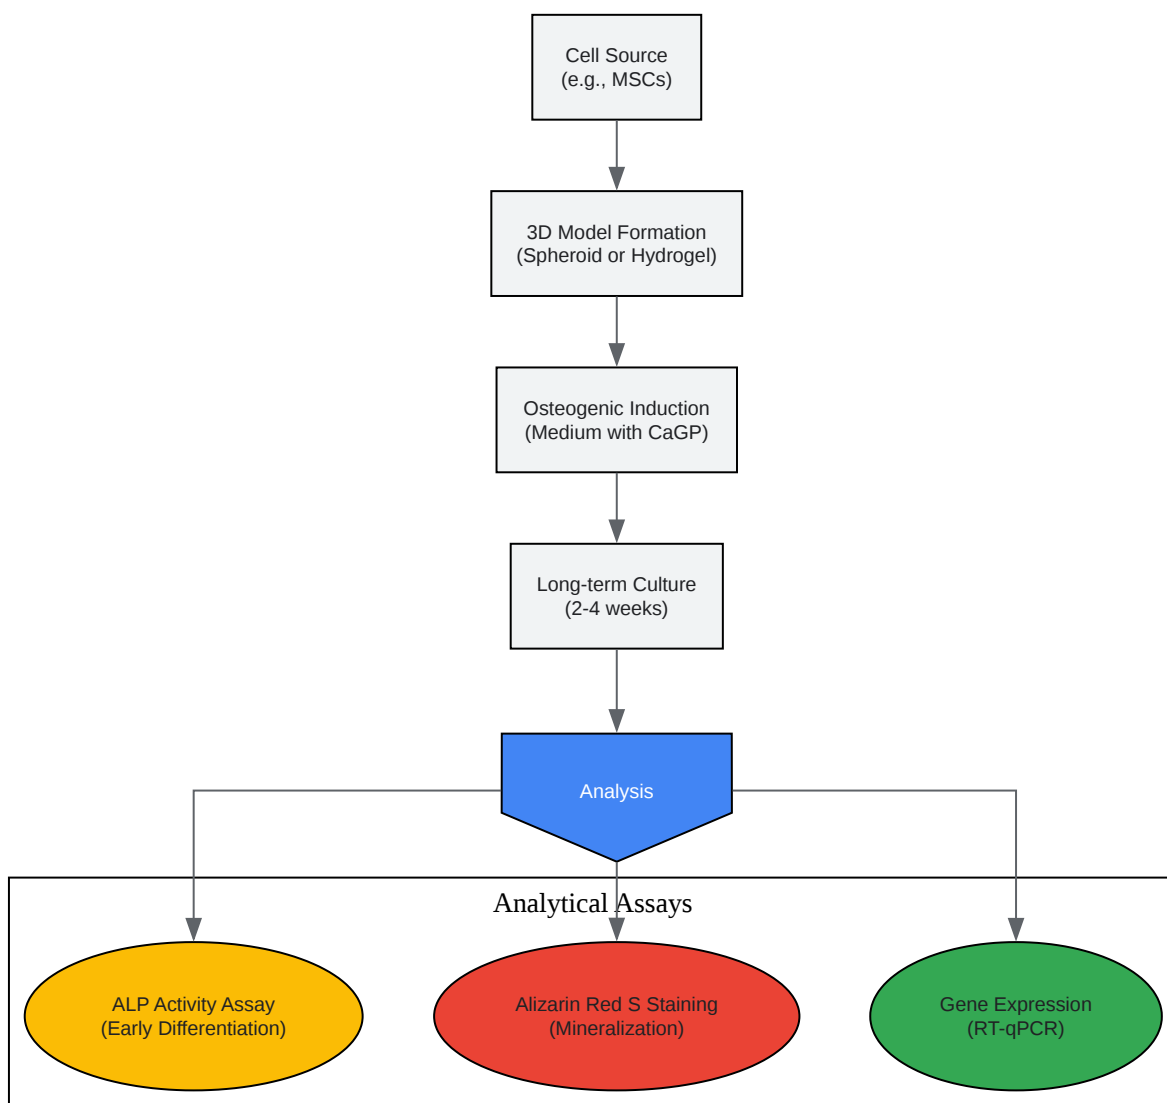 Cell Source
(e.g., MSCs)
3D Model Formation
(Spheroid or Hydrogel)
Osteogenic Induction
(Medium with CaGP)
Long-term Culture
(2-4 weeks)
Analysis
Analytical Assays
ALP Activity Assay
(Early Differentiation)
Alizarin Red S Staining
(Mineralization)
Gene Expression
(RT-qPCR)